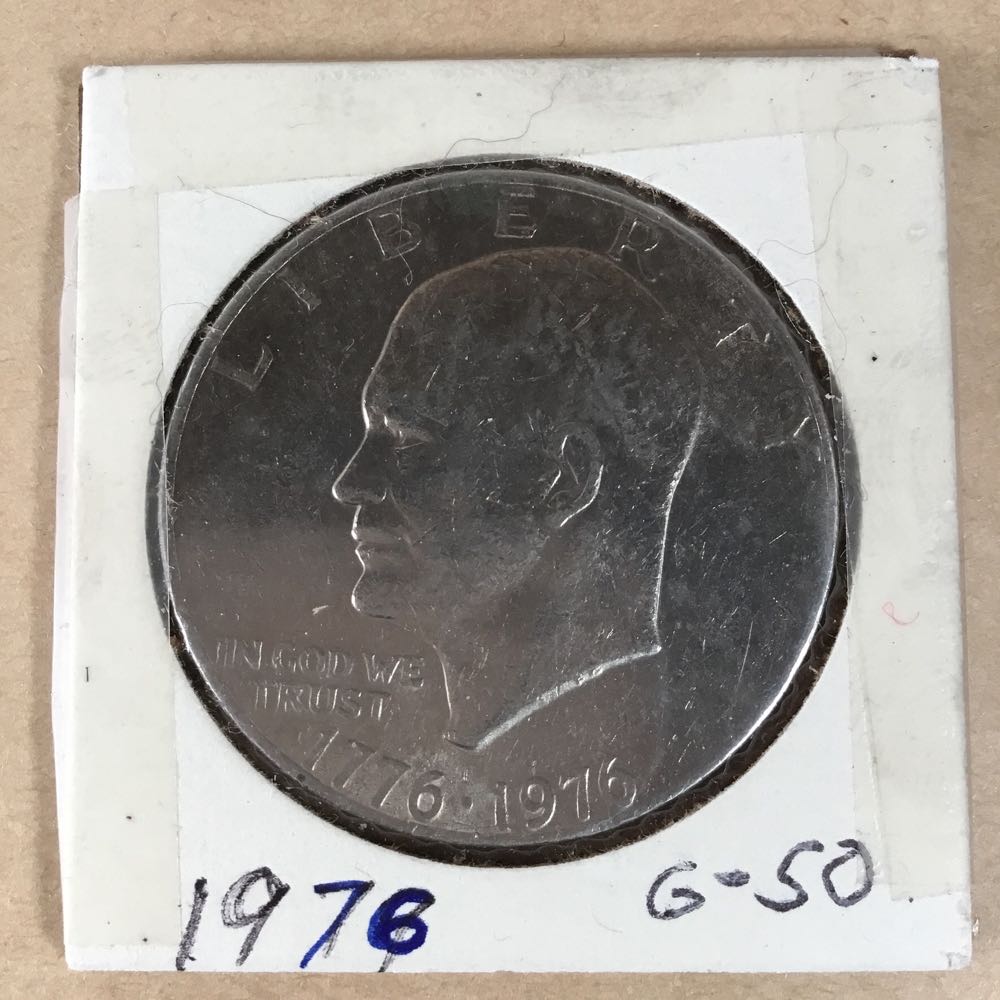 LIBERTY
IN GOD WE
TRUST
1776·1976
1976 G-50